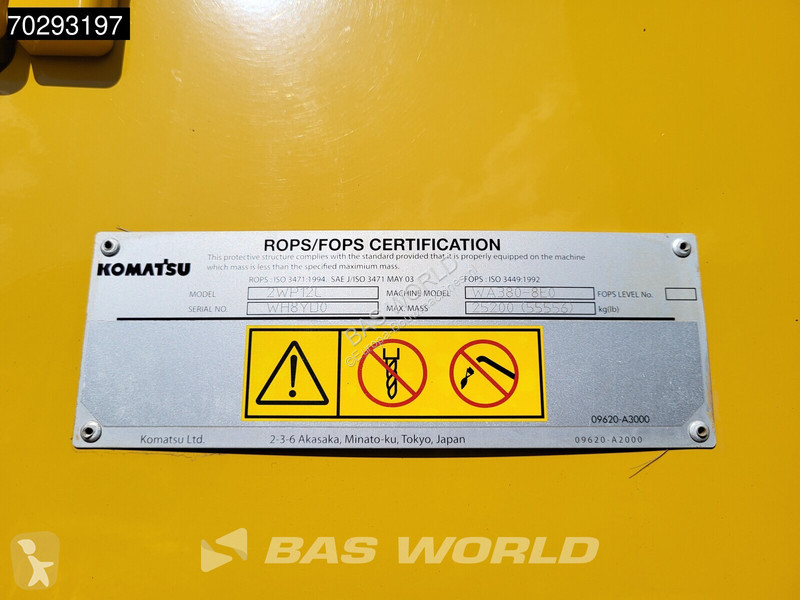 70293197
ROPS/FOPS CERTIFICATION
This protective structure complies with the standard provided that it is properly equipped on the machine
which mass is less than the specified maximum mass.
KOMATSU
ROPS : ISO 3471:1994 SAE J/ISO 3471 MAY 03 FOPS : ISO 3449:1992
MODEL 2WP12L MACHINE MODEL WA380-8E0 FOPS LEVEL No.
SERIAL NO. WH8YD0 MAX. MASS 25200 (55556) kg(lb)
09620-A3000
Komatsu Ltd. 2-3-6 Akasaka, Minato-ku, Tokyo, Japan 09620-A2000
BAS WORLD
BAS WORLD